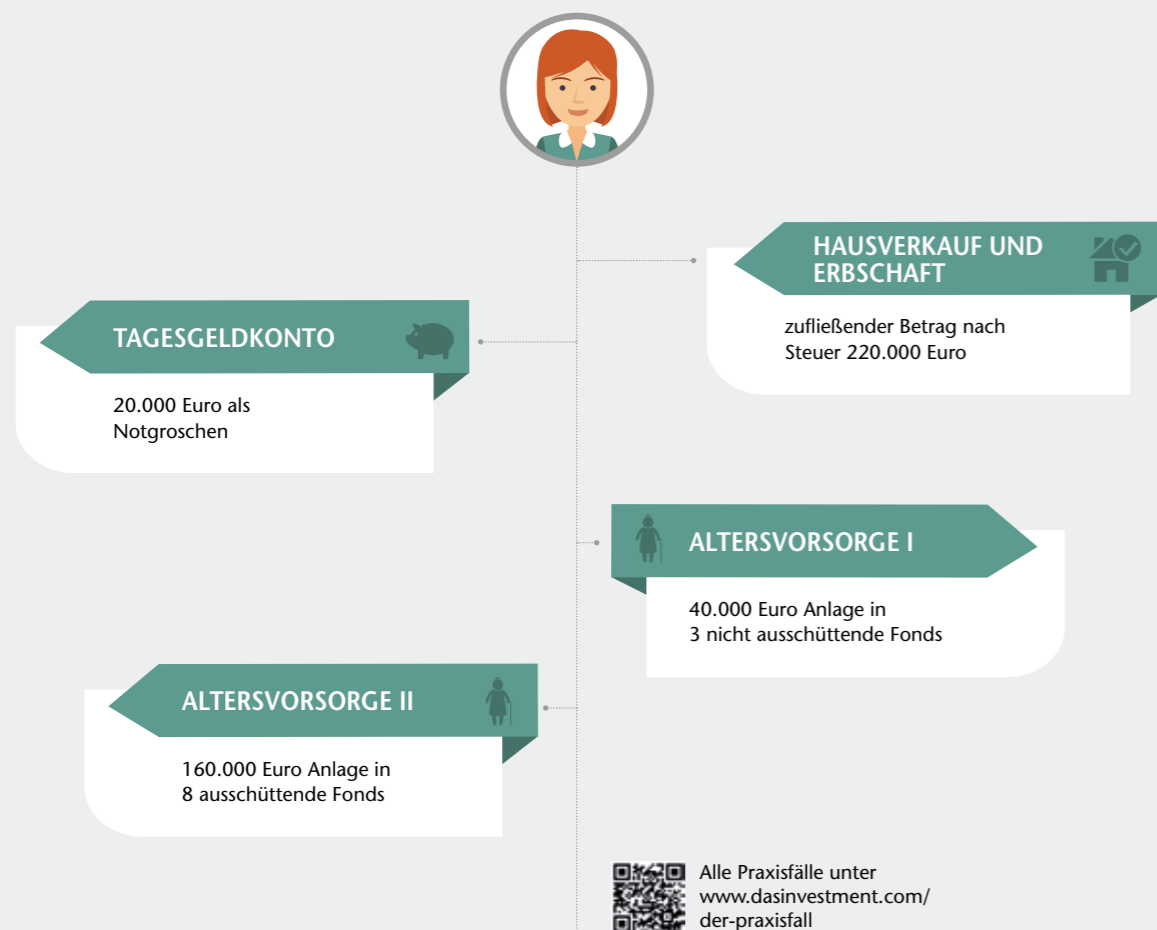 HAUSVERKAUF UND
ERBSCHAFT
zufließender Betrag nach
Steuer 220.000 Euro
TAGESGELDKONTO
20.000 Euro als
Notgroschen
ALTERSVORSORGE I
40.000 Euro Anlage in
3 nicht ausschüttende Fonds
ALTERSVORSORGE II
160.000 Euro Anlage in
8 ausschüttende Fonds
Alle Praxisfälle unter
www.dasinvestment.com/
der-praxisfall